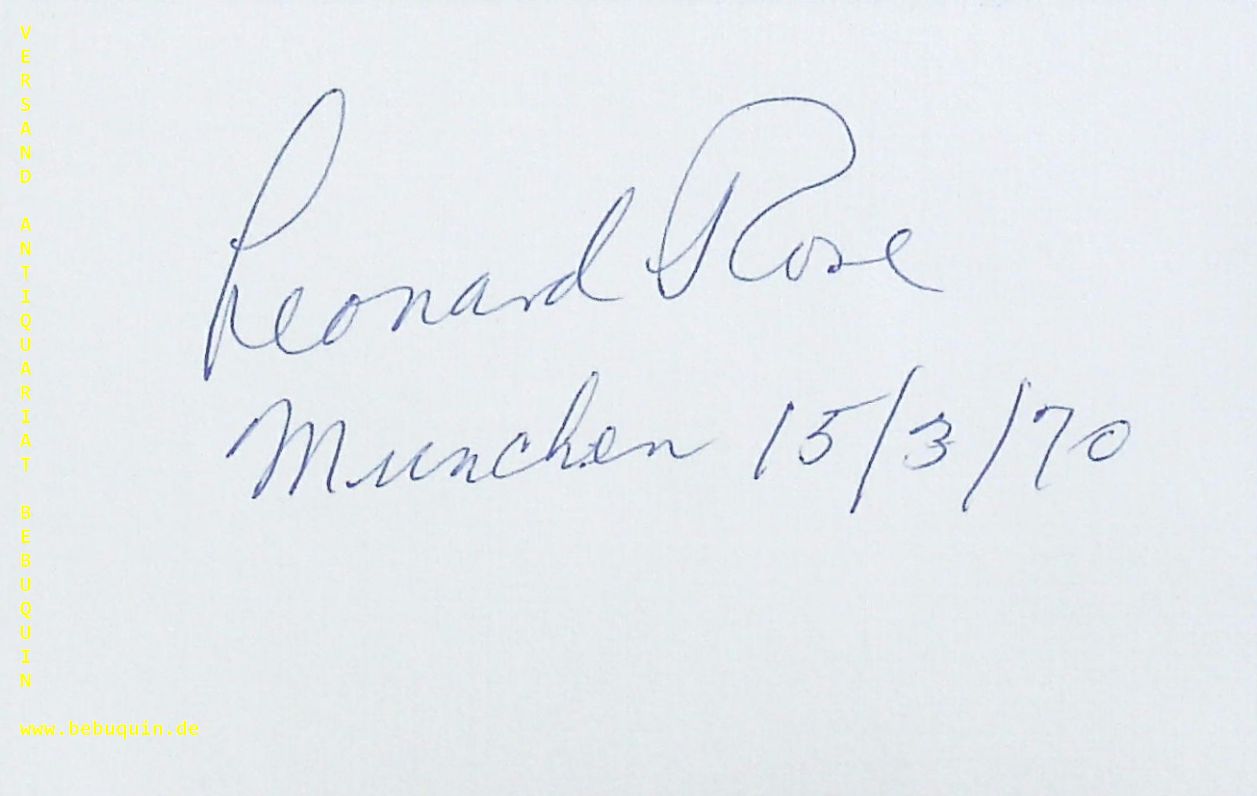 VERSAND ANTIQUARIAT BEBUQUIN
Leonard Rose
Munchen 15/3/70
www.bebuquin.de